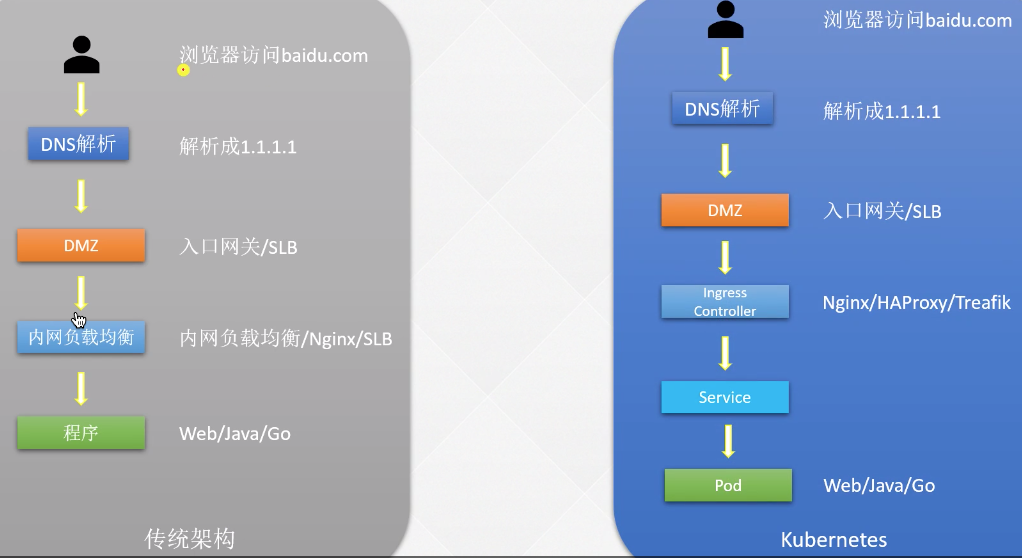 浏览器访问baidu.com
DNS解析
解析成1.1.1.1
DMZ
入口网关/SLB
内网负载均衡
内网负载均衡/Nginx/SLB
程序
Web/Java/Go
传统架构
浏览器访问baidu.com
DNS解析
解析成1.1.1.1
DMZ
入口网关/SLB
Ingress
Controller
Nginx/HAProxy/Treafik
Service
Pod
Web/Java/Go
Kubernetes